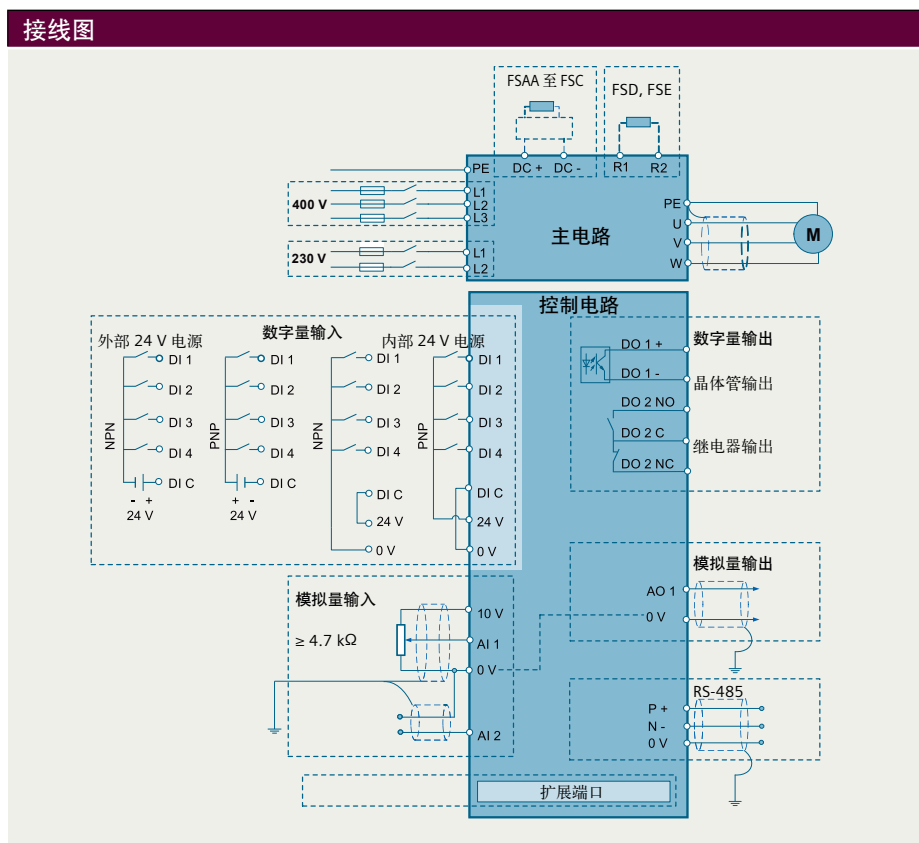 接线图
FSAA 至 FSC
FSD, FSE
PE
DC +
DC -
R1
R2
400 V
L1
L2
L3
主电路
PE
U
V
W
M
230 V
L1
L2
控制电路
数字量输入
外部 24 V 电源
内部 24 V 电源
NPN
DI 1
DI 2
DI 3
DI 4
DI C
- +
24 V
PNP
DI 1
DI 2
DI 3
DI 4
DI C
+ -
24 V
NPN
DI 1
DI 2
DI 3
DI 4
DI C
24 V
0 V
PNP
DI 1
DI 2
DI 3
DI 4
DI C
24 V
0 V
DO 1 +
数字量输出
DO 1 -
晶体管输出
DO 2 NO
DO 2 C
继电器输出
DO 2 NC
模拟量输入
≥ 4.7 kΩ
10 V
AI 1
0 V
AI 2
模拟量输出
AO 1
0 V
RS-485
P +
N -
0 V
扩展端口